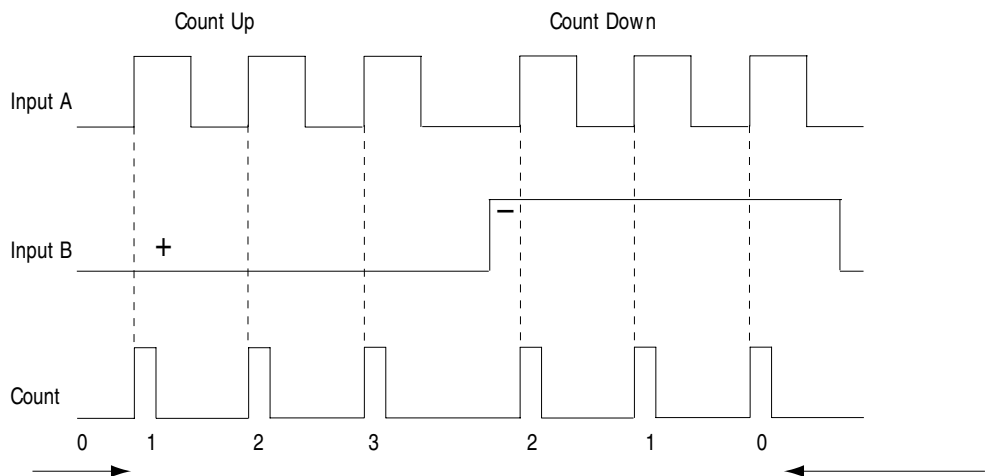 Count Up
Count Down
Input A
Input B
+
−
Count
0 1 2 3 2 1 0